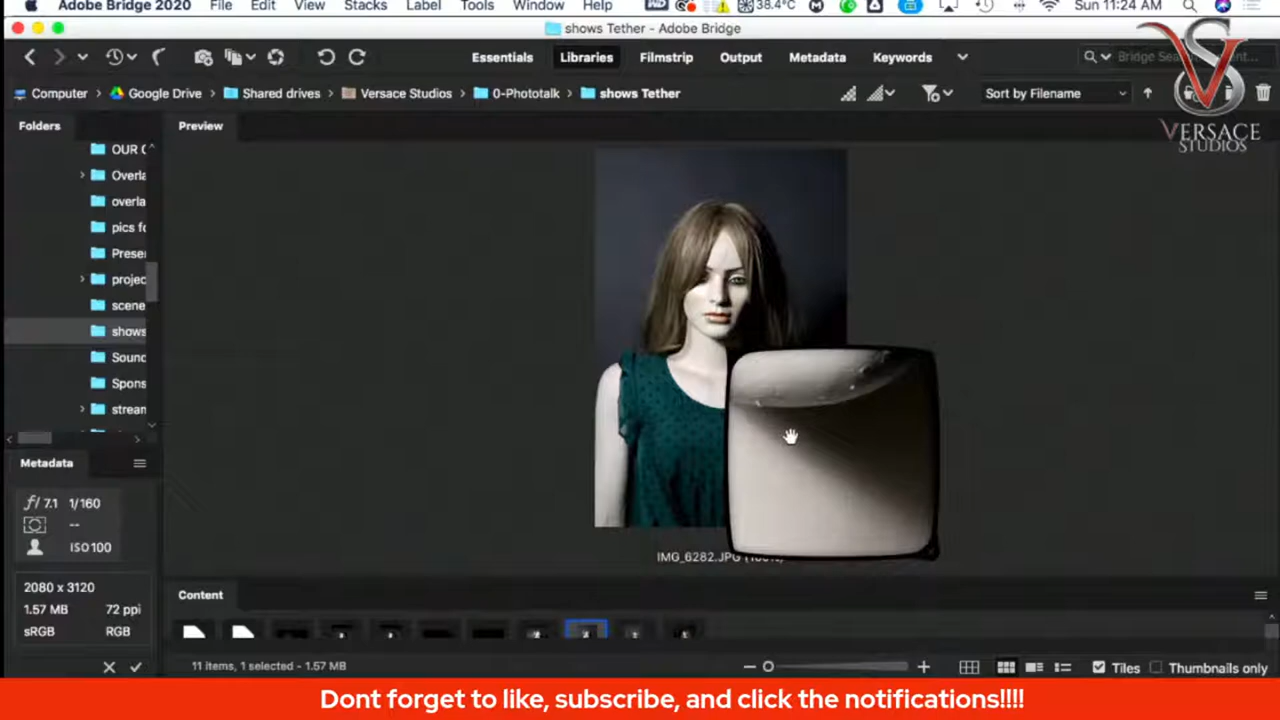 Adobe Bridge 2020 File Edit View Stacks Label Tools Window Help 38.4°C Sun 11:24 AM
shows Tether - Adobe Bridge
Essentials Libraries Filmstrip Output Metadata Keywords
Computer Google Drive Shared drives Versace Studios 0-Phototalk shows Tether Sort by Filename
VS
VERSACE
STUDIOS
Folders Preview
OUR
Overla
overla
pics fo
Preser
projec
scene
shows
Sound
Spons
stream
Metadata
f/ 7.1 1/160
--
ISO 100
2080 x 3120
1.57 MB 72 ppi
sRGB RGB
IMG_6282.JPG
Content
11 items, 1 selected - 1.57 MB Tiles Thumbnails only
Dont forget to like, subscribe, and click the notifications!!!!